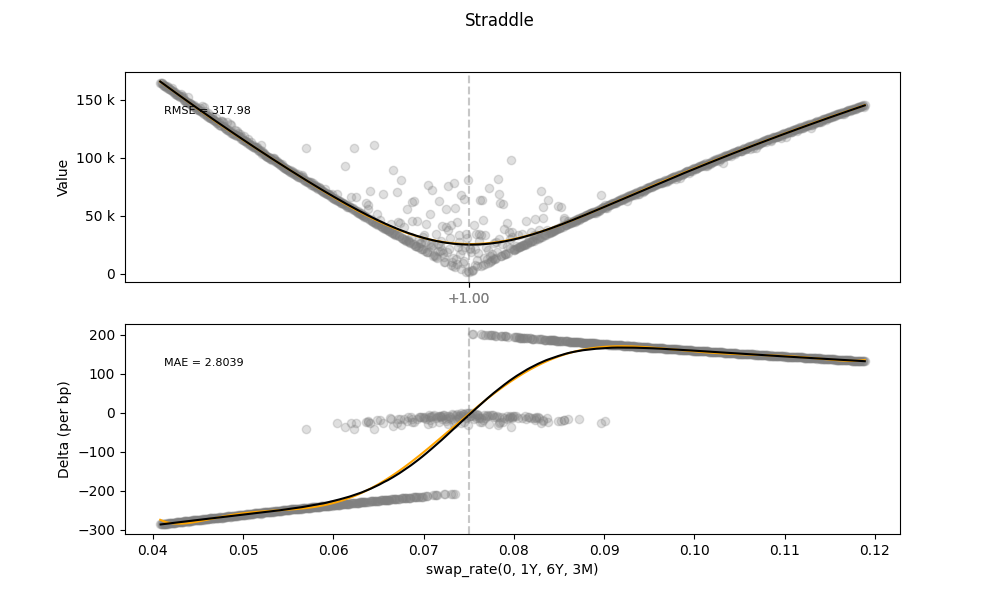 Straddle
150 k
100 k
50 k
0
Value
RMSE = 317.98
+1.00
200
100
0
−100
−200
−300
Delta (per bp)
MAE = 2.8039
0.04 0.05 0.06 0.07 0.08 0.09 0.10 0.11 0.12
swap_rate(0, 1Y, 6Y, 3M)